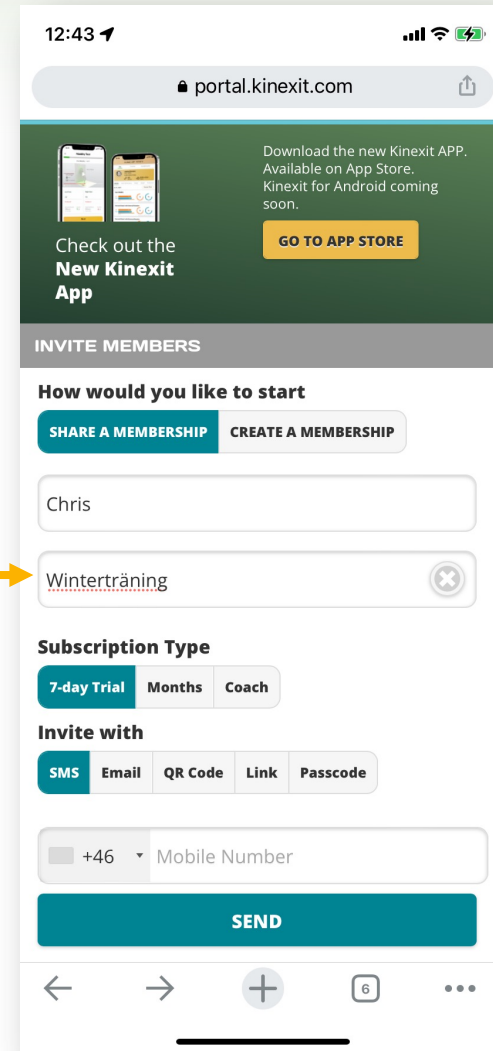 12:43
portal.kinexit.com
Download the new Kinexit APP.
Available on App Store.
Kinexit for Android coming
soon.
GO TO APP STORE
Check out the
New Kinexit
App
INVITE MEMBERS
How would you like to start
SHARE A MEMBERSHIP CREATE A MEMBERSHIP
Chris
Winterträning
Subscription Type
7-day Trial Months Coach
Invite with
SMS Email QR Code Link Passcode
+46 Mobile Number
SEND
6